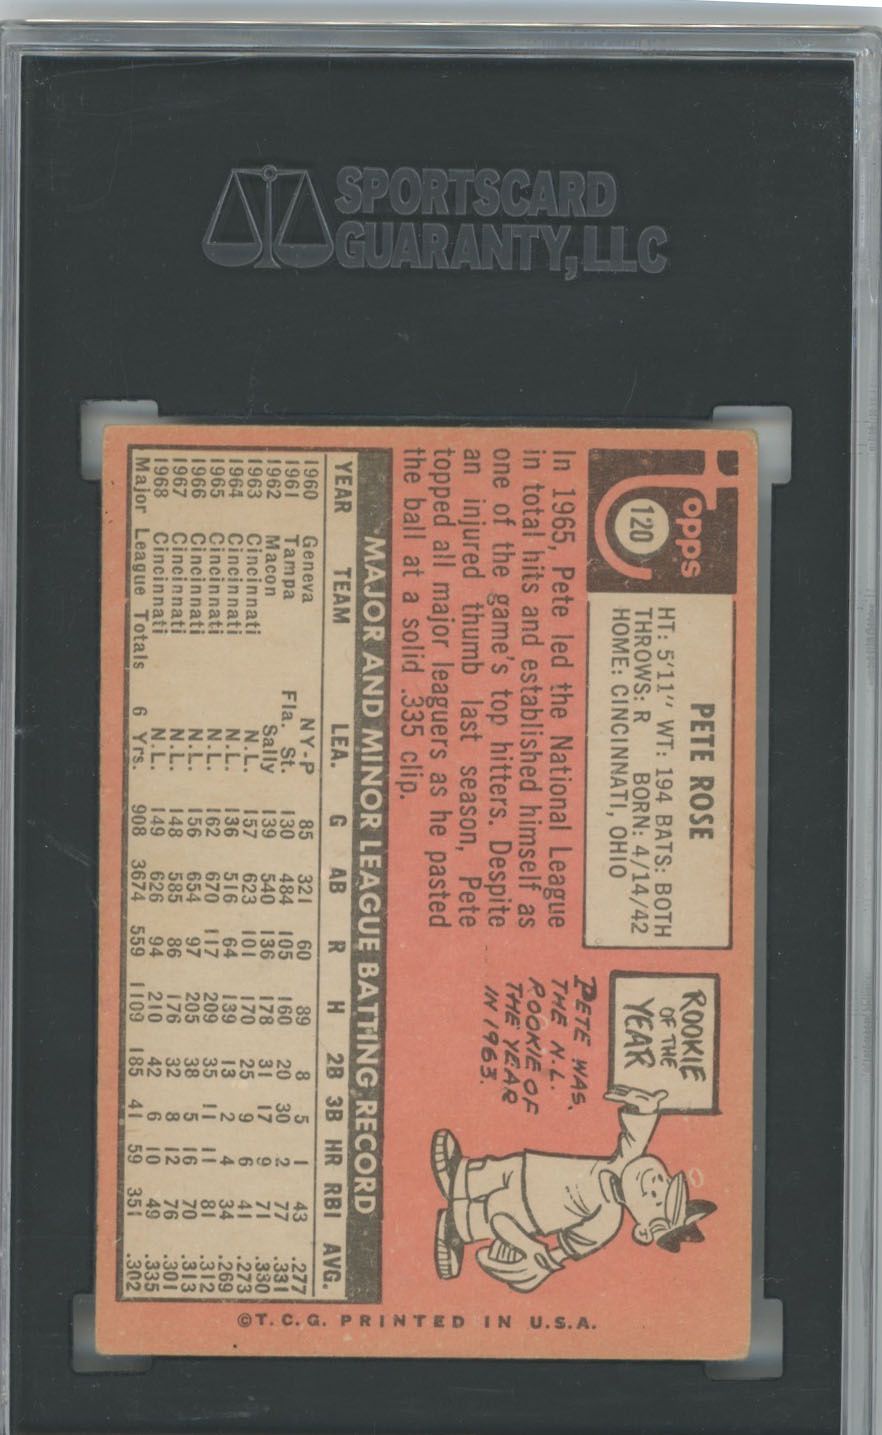 SPORTSCARD
GUARANTY, LLC
Topps
120
PETE ROSE
HT: 5'11" WT: 194 BATS: BOTH
THROWS: R BORN: 4/14/42
HOME: CINCINNATI, OHIO
In 1965, Pete led the National League
in total hits and established himself as
one of the game's top hitters. Despite
an injured thumb last season, Pete
topped all major leaguers as he pasted
the ball at a solid .335 clip.
ROOKIE
OF THE
YEAR
PETE WAS
THE N.L.
ROOKIE OF
THE YEAR
IN 1963.
MAJOR AND MINOR LEAGUE BATTING RECORD
YEAR TEAM LEA. G AB R H 2B 3B HR RBI AVG.
1960 Geneva NY-P 85 321 60 89 8 5 1 43 .277
1961 Tampa Fla. St. 130 484 105 160 20 30 2 77 .331
1962 Macon Sally 139 540 136 178 31 17 9 71 .330
1963 Cincinnati N.L. 157 623 101 170 25 9 6 41 .273
1964 Cincinnati N.L. 136 516 64 139 13 2 4 34 .269
1965 Cincinnati N.L. 162 670 117 209 35 11 11 81 .312
1966 Cincinnati N.L. 156 654 97 205 38 5 16 70 .313
1967 Cincinnati N.L. 148 585 86 176 32 8 12 76 .301
1968 Cincinnati N.L. 149 626 94 210 42 6 10 49 .335
Major League Totals 6 Yrs. 908 3674 559 1109 185 41 59 351 .302
©T.C.G. PRINTED IN U.S.A.